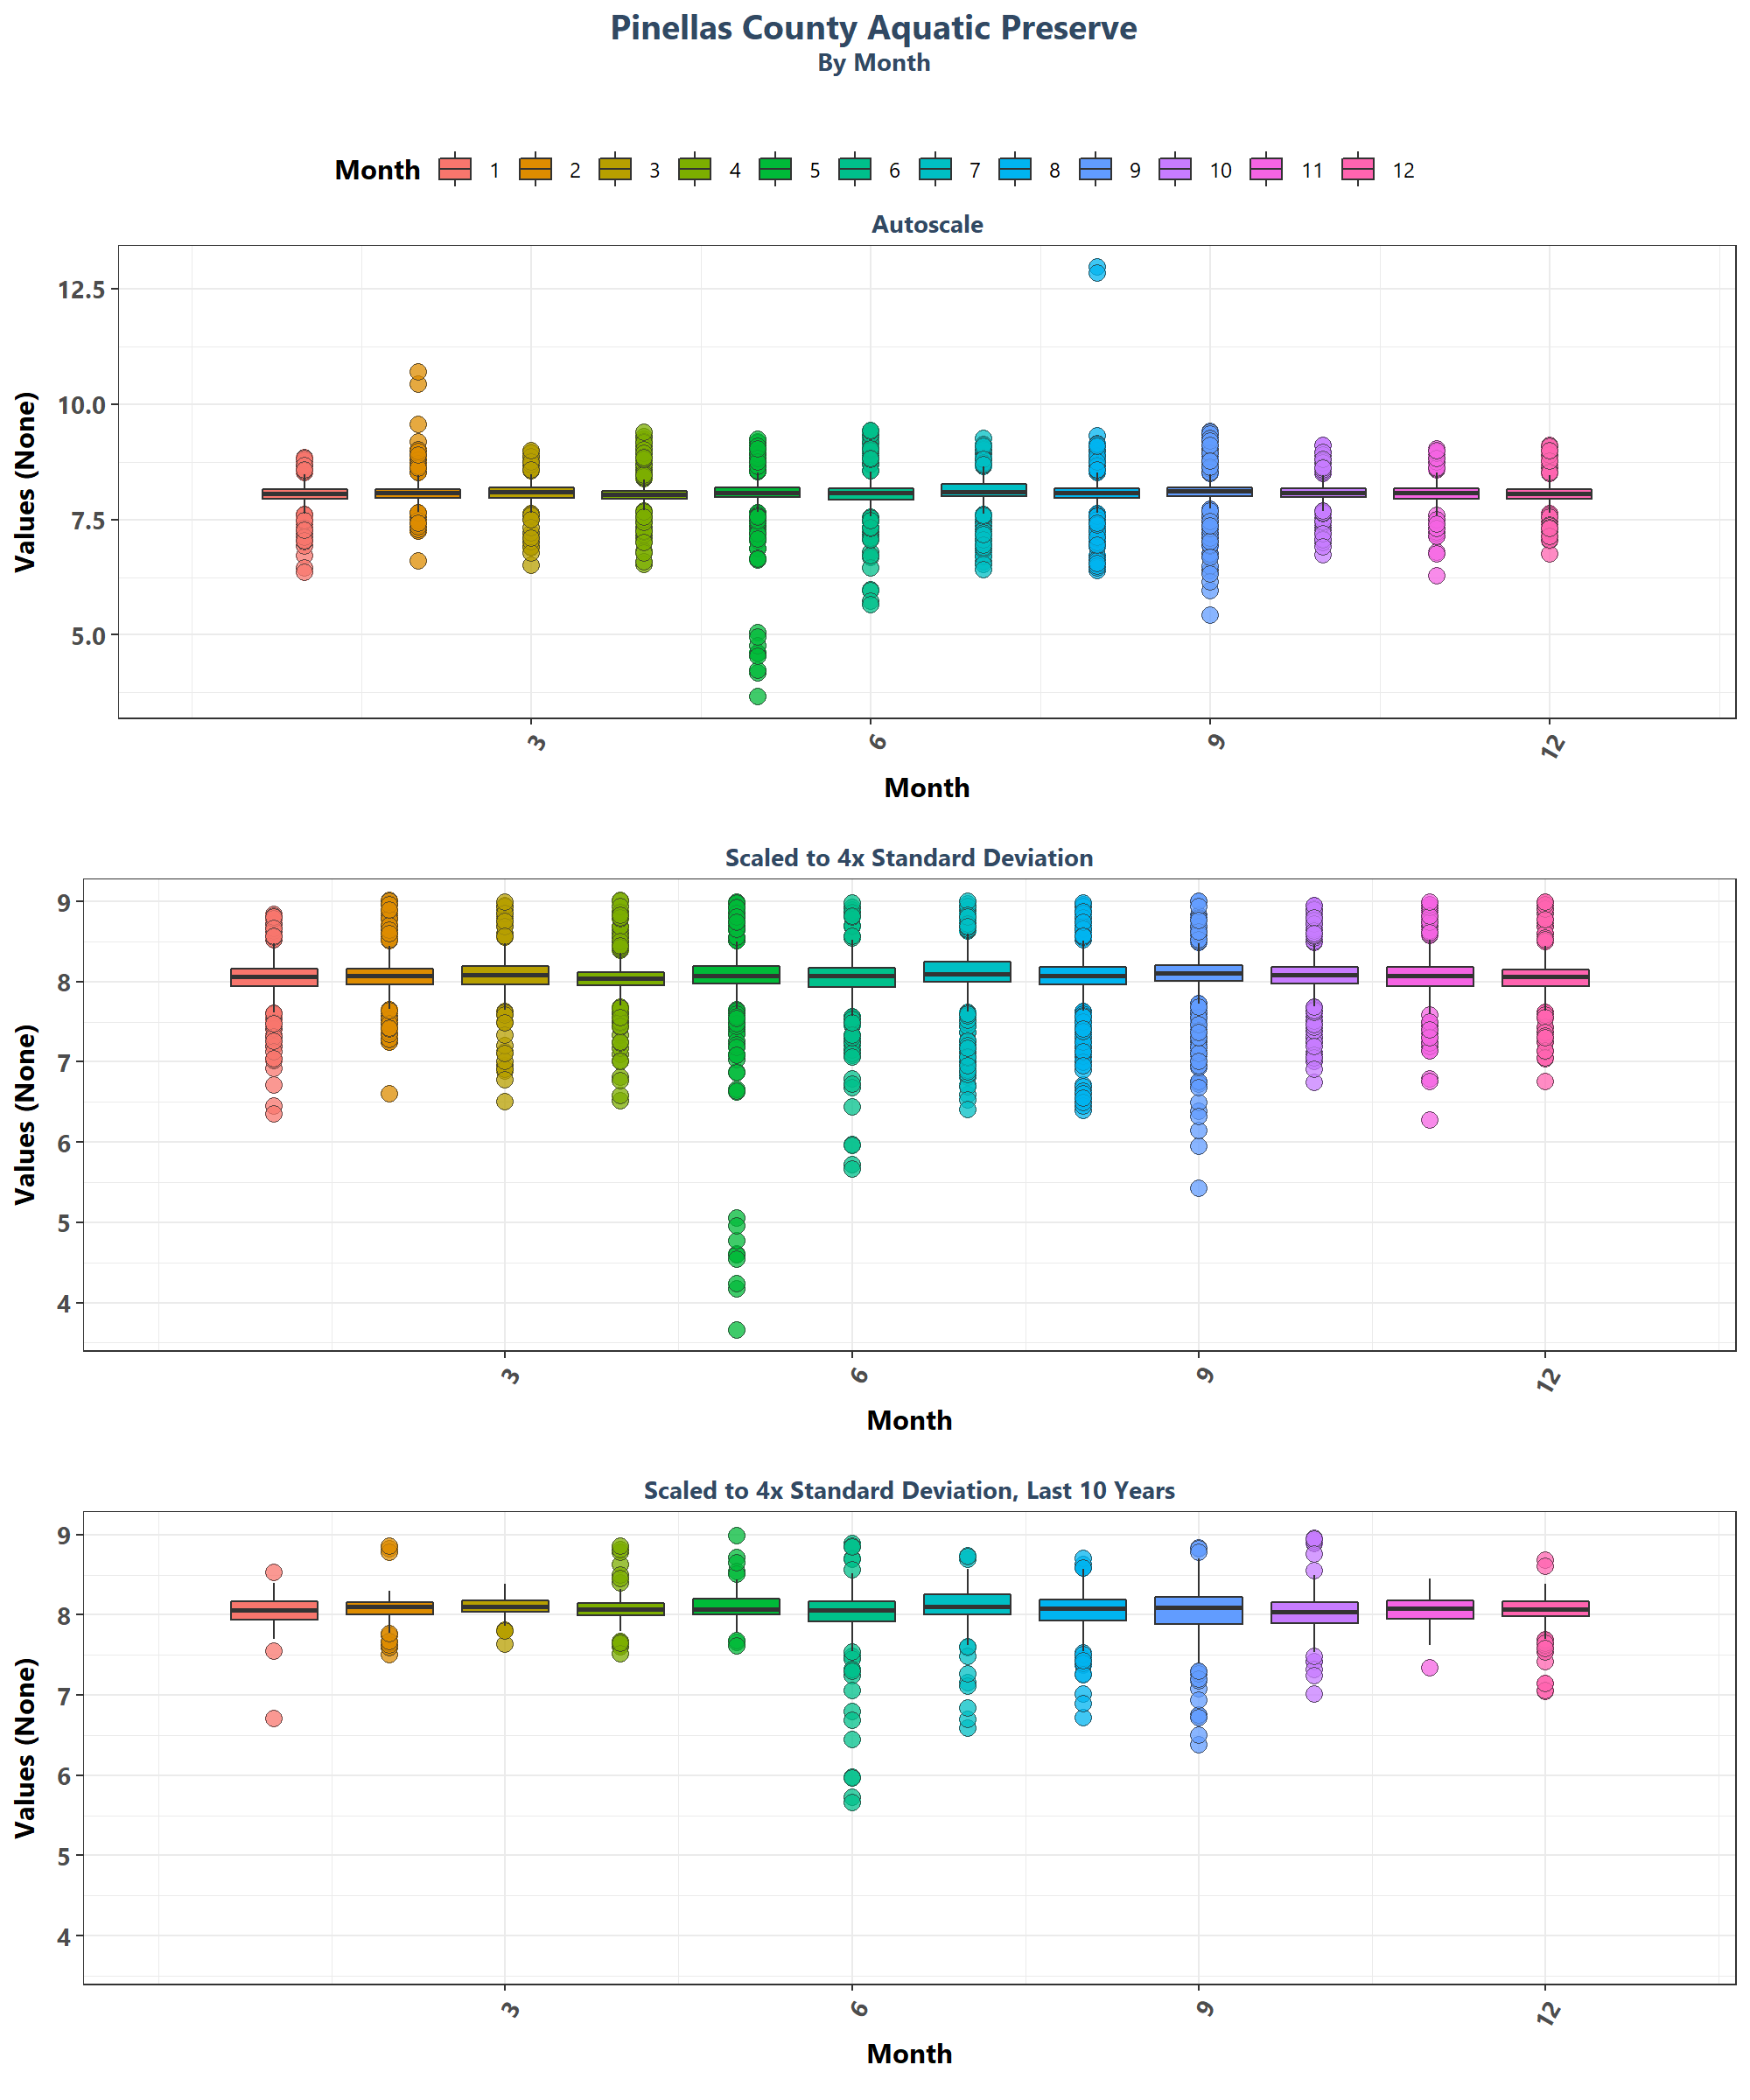 Pinellas County Aquatic Preserve
By Month
Month 1 2 3 4 5 6 7 8 9 10 11 12
Autoscale
Values (None)
12.5
10.0
7.5
5.0
3 6 9 12
Month
Scaled to 4x Standard Deviation
Values (None)
9
8
7
6
5
4
3 6 9 12
Month
Scaled to 4x Standard Deviation, Last 10 Years
Values (None)
9
8
7
6
5
4
3 6 9 12
Month